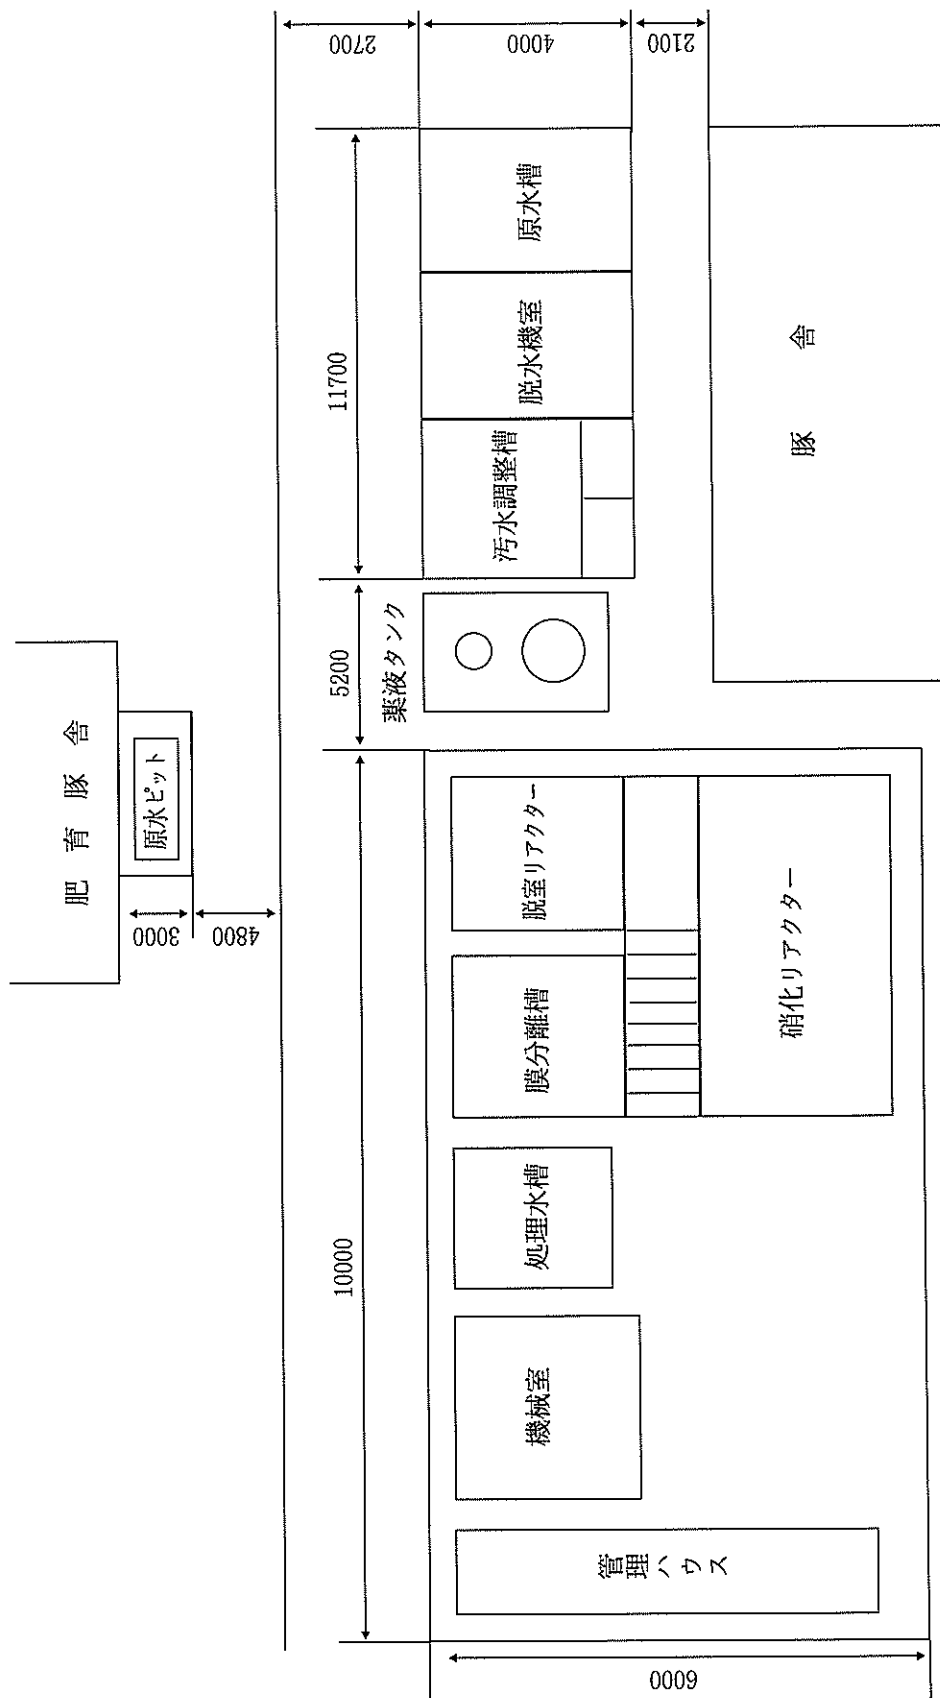 肥育豚舎
原水ピット
3000
4800
2700
4000
2100
10000
5200
11700
6000
管理ハウス
機械室
処理水槽
膜分離槽
脱室リアクター
硝化リアクター
薬液タンク
汚水調整槽
脱水機室
原水槽
豚舎